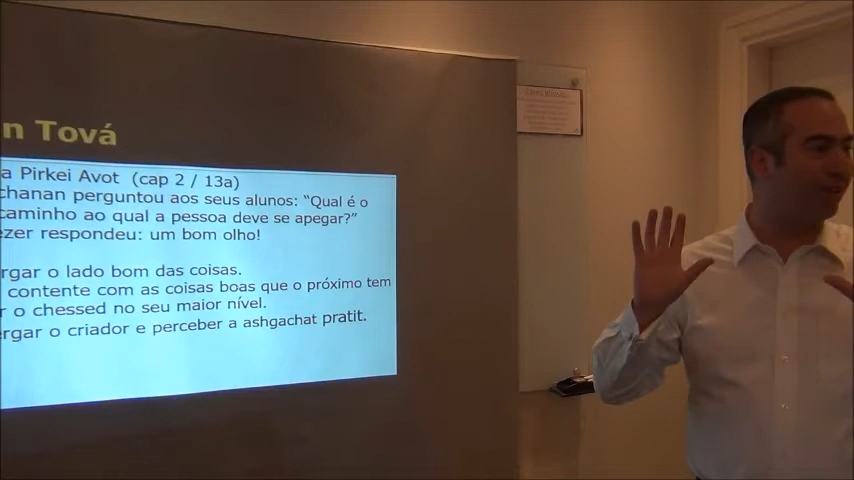 n Tová
a Pirkei Avot (cap 2 / 13a)
chanan perguntou aos seus alunos: “Qual é o
caminho ao qual a pessoa deve se apegar?”
ezer respondeu: um bom olho!
rgar o lado bom das coisas.
contente com as coisas boas que o próximo tem
r o chessed no seu maior nível.
ergar o criador e perceber a ashgachat pratit.